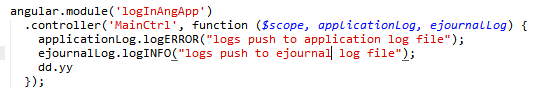 angular.module('logInAngApp')
.controller('MainCtrl', function ($scope, applicationLog, ejournalLog) {
applicationLog.logERROR("logs push to application log file");
ejournalLog.logINFO("logs push to ejournal log file");
dd.yy
});